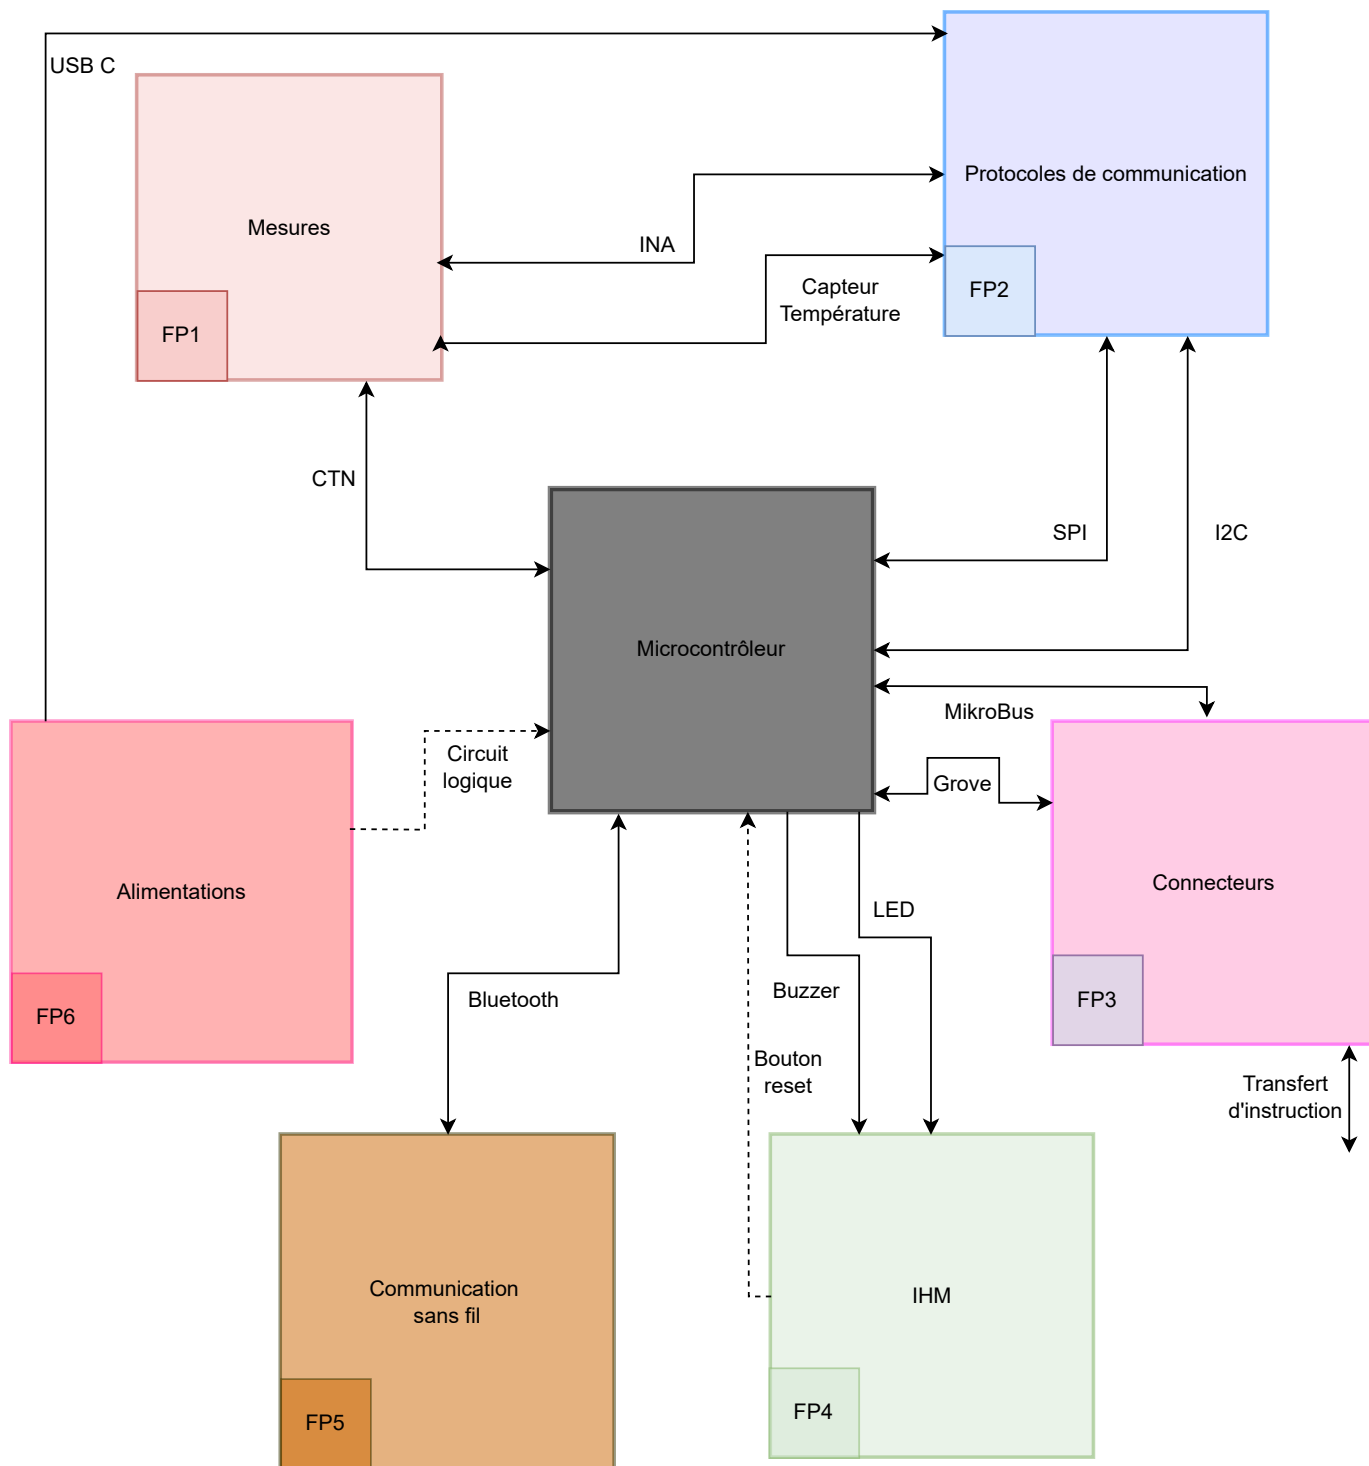 USB C
Mesures
FP1
Protocoles de communication
FP2
INA
Capteur
Température
CTN
SPI
I2C
Microcontrôleur
MikroBus
Grove
Circuit
logique
Alimentations
FP6
Connecteurs
FP3
LED
Buzzer
Bluetooth
Bouton
reset
Transfert
d'instruction
Communication
sans fil
FP5
IHM
FP4